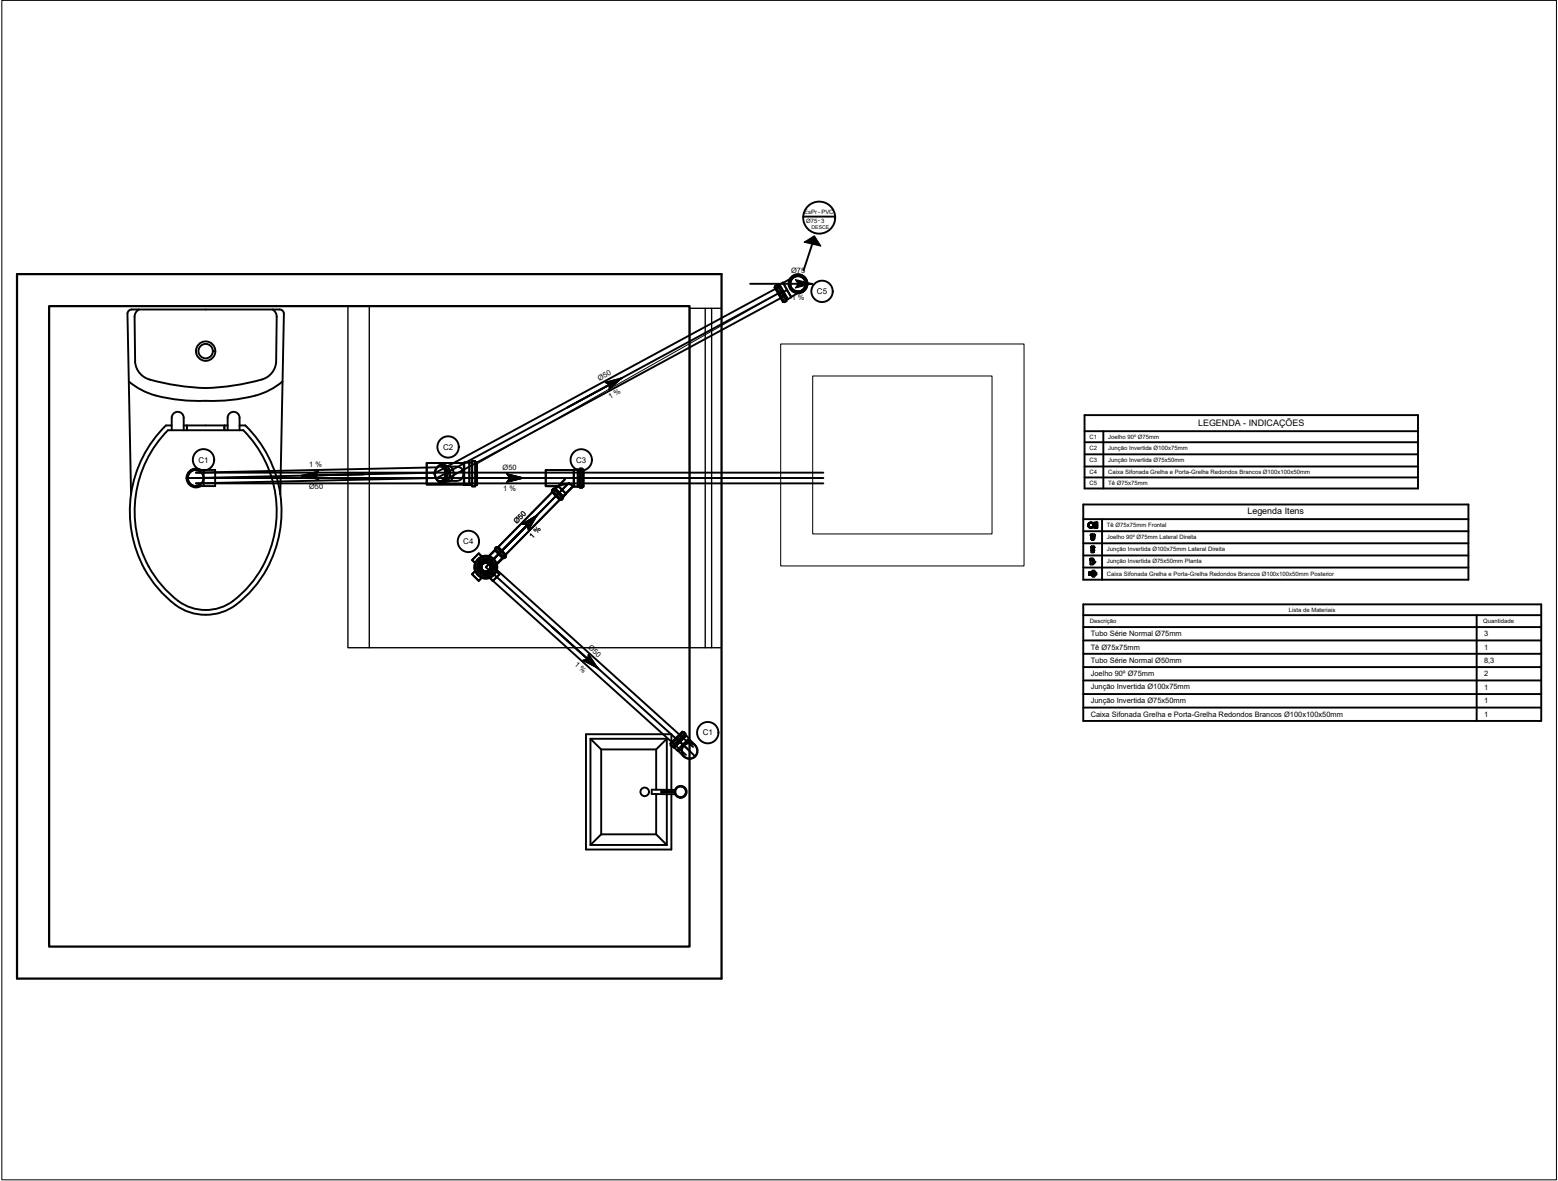 EsPr - PVC
Ø75-3
DESCE
Ø75
C5
1 %
Ø50
1 %
C2
C1
1 %
Ø50
Ø50
1 %
C3
Ø50
1 %
C4
Ø50
1 %
C1
LEGENDA - INDICAÇÕES
C1 Joelho 90º Ø75mm
C2 Junção Invertida Ø100x75mm
C3 Junção Invertida Ø75x50mm
C4 Caixa Sifonada Grelha e Porta-Grelha Redondos Brancos Ø100x100x50mm
C5 Tê Ø75x75mm
Legenda Itens
Tê Ø75x75mm Frontal
Joelho 90º Ø75mm Lateral Direita
Junção Invertida Ø100x75mm Lateral Direita
Junção Invertida Ø75x50mm Planta
Caixa Sifonada Grelha e Porta-Grelha Redondos Brancos Ø100x100x50mm Posterior
Lista de Materiais
Descrição Quantidade
Tubo Série Normal Ø75mm 3
Tê Ø75x75mm 1
Tubo Série Normal Ø50mm 8,3
Joelho 90º Ø75mm 2
Junção Invertida Ø100x75mm 1
Junção Invertida Ø75x50mm 1
Caixa Sifonada Grelha e Porta-Grelha Redondos Brancos Ø100x100x50mm 1